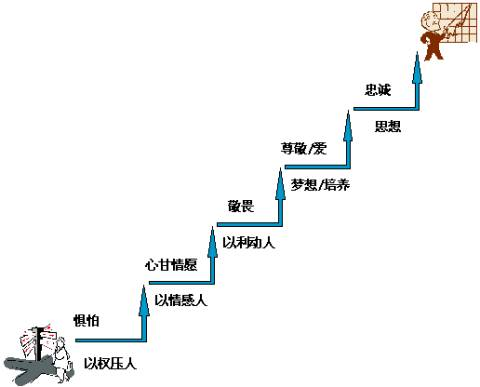 忠诚
思想
尊敬/爱
梦想/培养
敬畏
以利动人
心甘情愿
以情感人
惧怕
以权压人